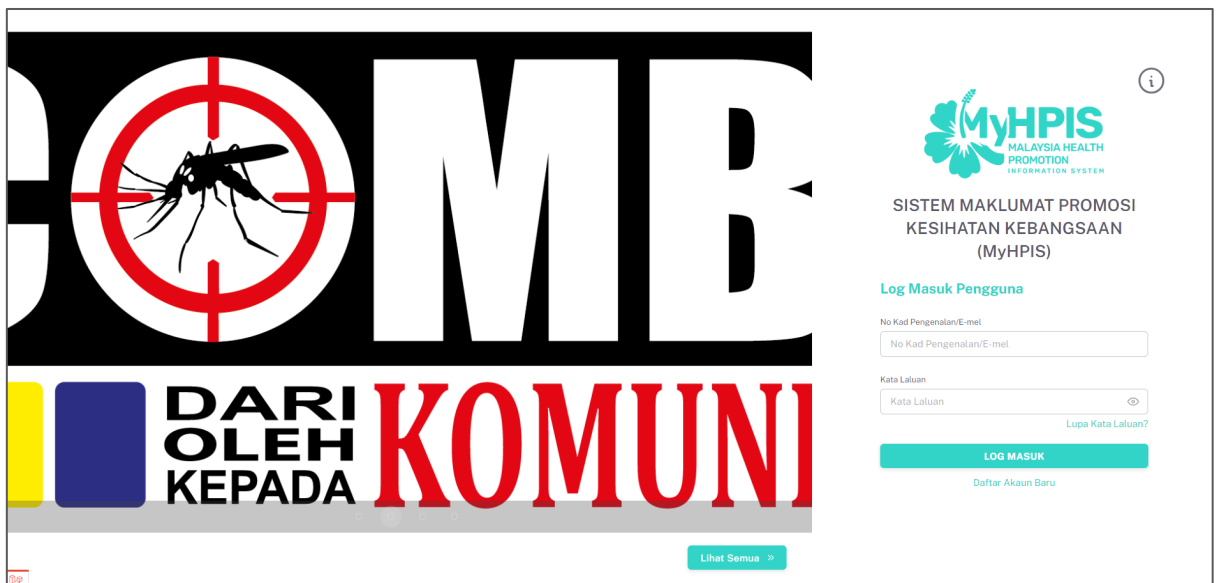 COMB
DARI
OLEH
KEPADA
KOMUNI
Lihat Semua »
i
MyHPIS
MALAYSIA HEALTH
PROMOTION
INFORMATION SYSTEM
SISTEM MAKLUMAT PROMOSI
KESIHATAN KEBANGSAAN
(MyHPIS)
Log Masuk Pengguna
No Kad Pengenalan/E-mel
No Kad Pengenalan/E-mel
Kata Laluan
Kata Laluan
Lupa Kata Laluan?
LOG MASUK
Daftar Akaun Baru